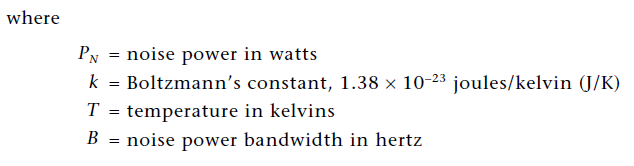 where
P_N = noise power in watts
k = Boltzmann's constant, 1.38 × 10⁻²³ joules/kelvin (J/K)
T = temperature in kelvins
B = noise power bandwidth in hertz